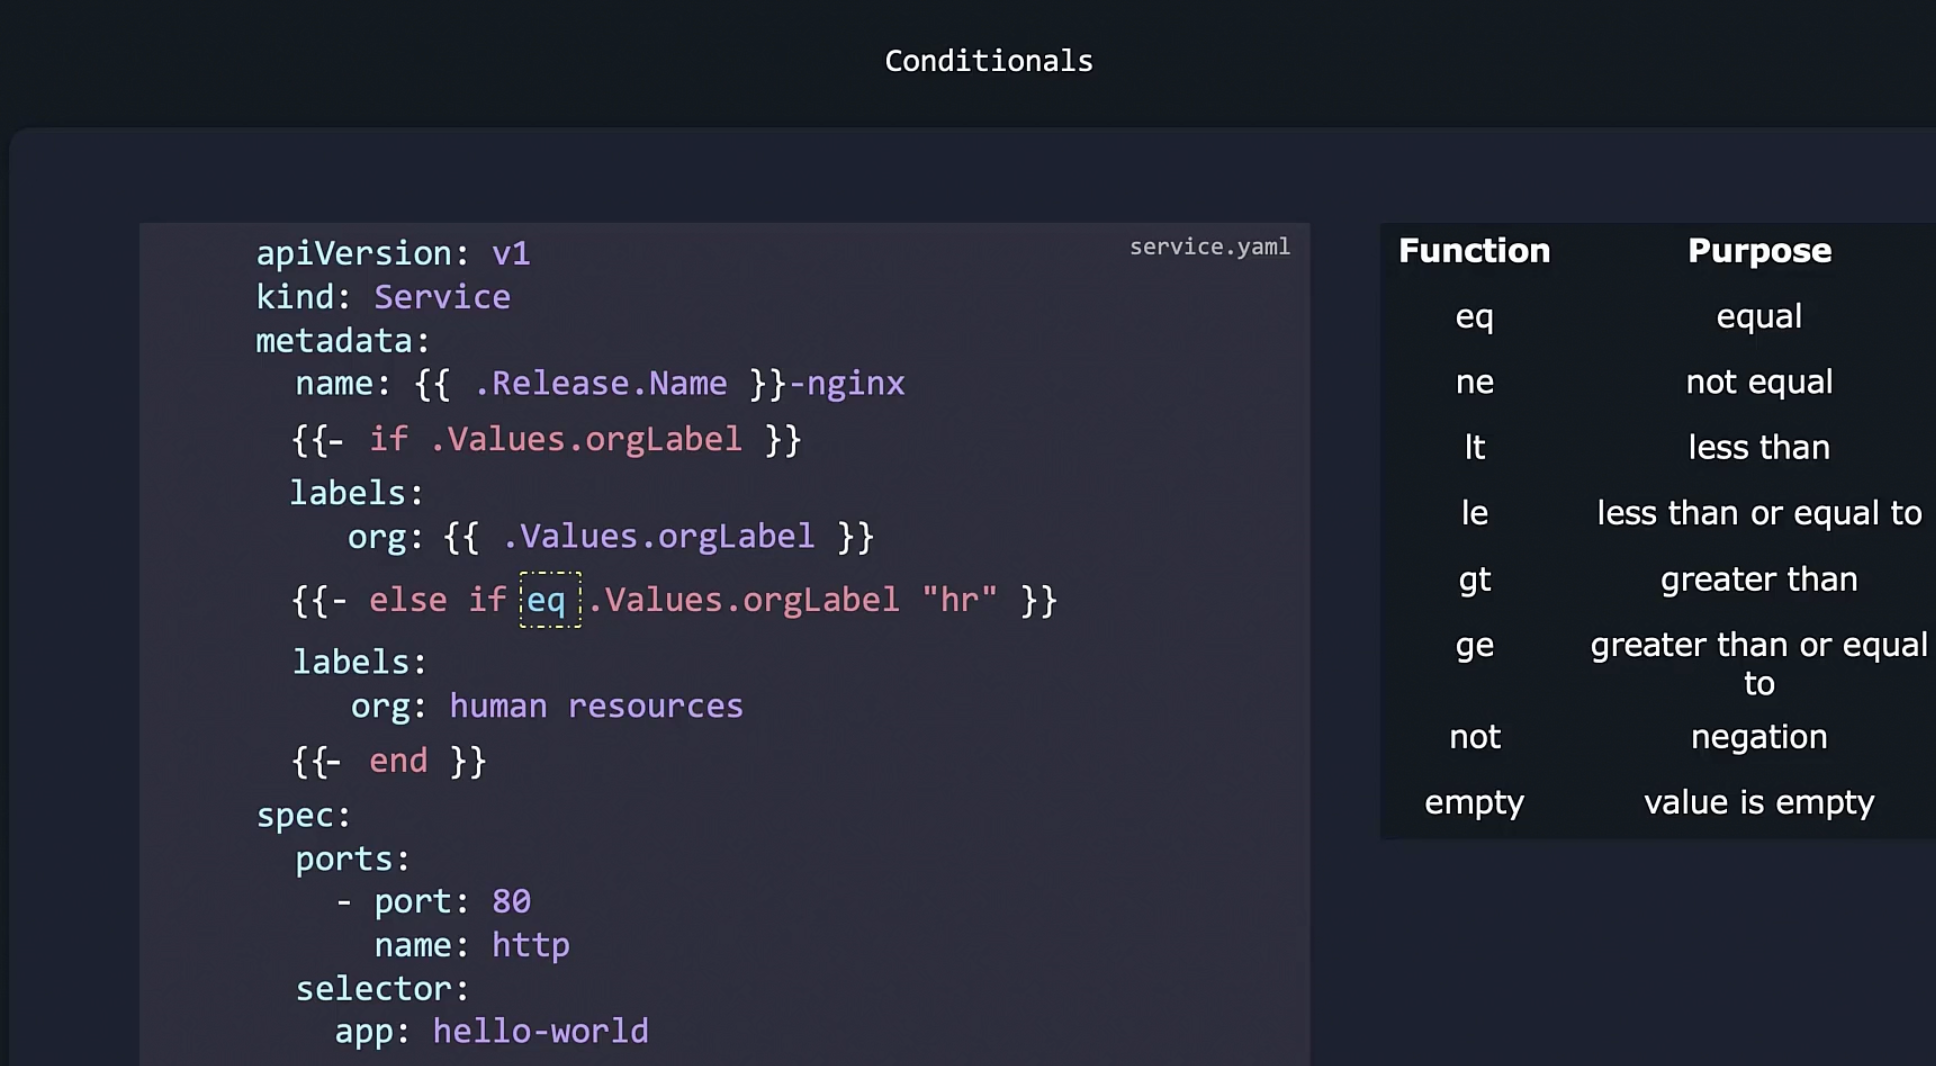 Conditionals
service.yaml
apiVersion: v1
kind: Service
metadata:
  name: {{ .Release.Name }}-nginx
  {{- if .Values.orgLabel }}
  labels:
     org: {{ .Values.orgLabel }}
  {{- else if eq .Values.orgLabel "hr" }}
  labels:
     org: human resources
  {{- end }}
spec:
  ports:
    - port: 80
      name: http
  selector:
    app: hello-world
Function Purpose
eq equal
ne not equal
lt less than
le less than or equal to
gt greater than
ge greater than or equal
to
not negation
empty value is empty